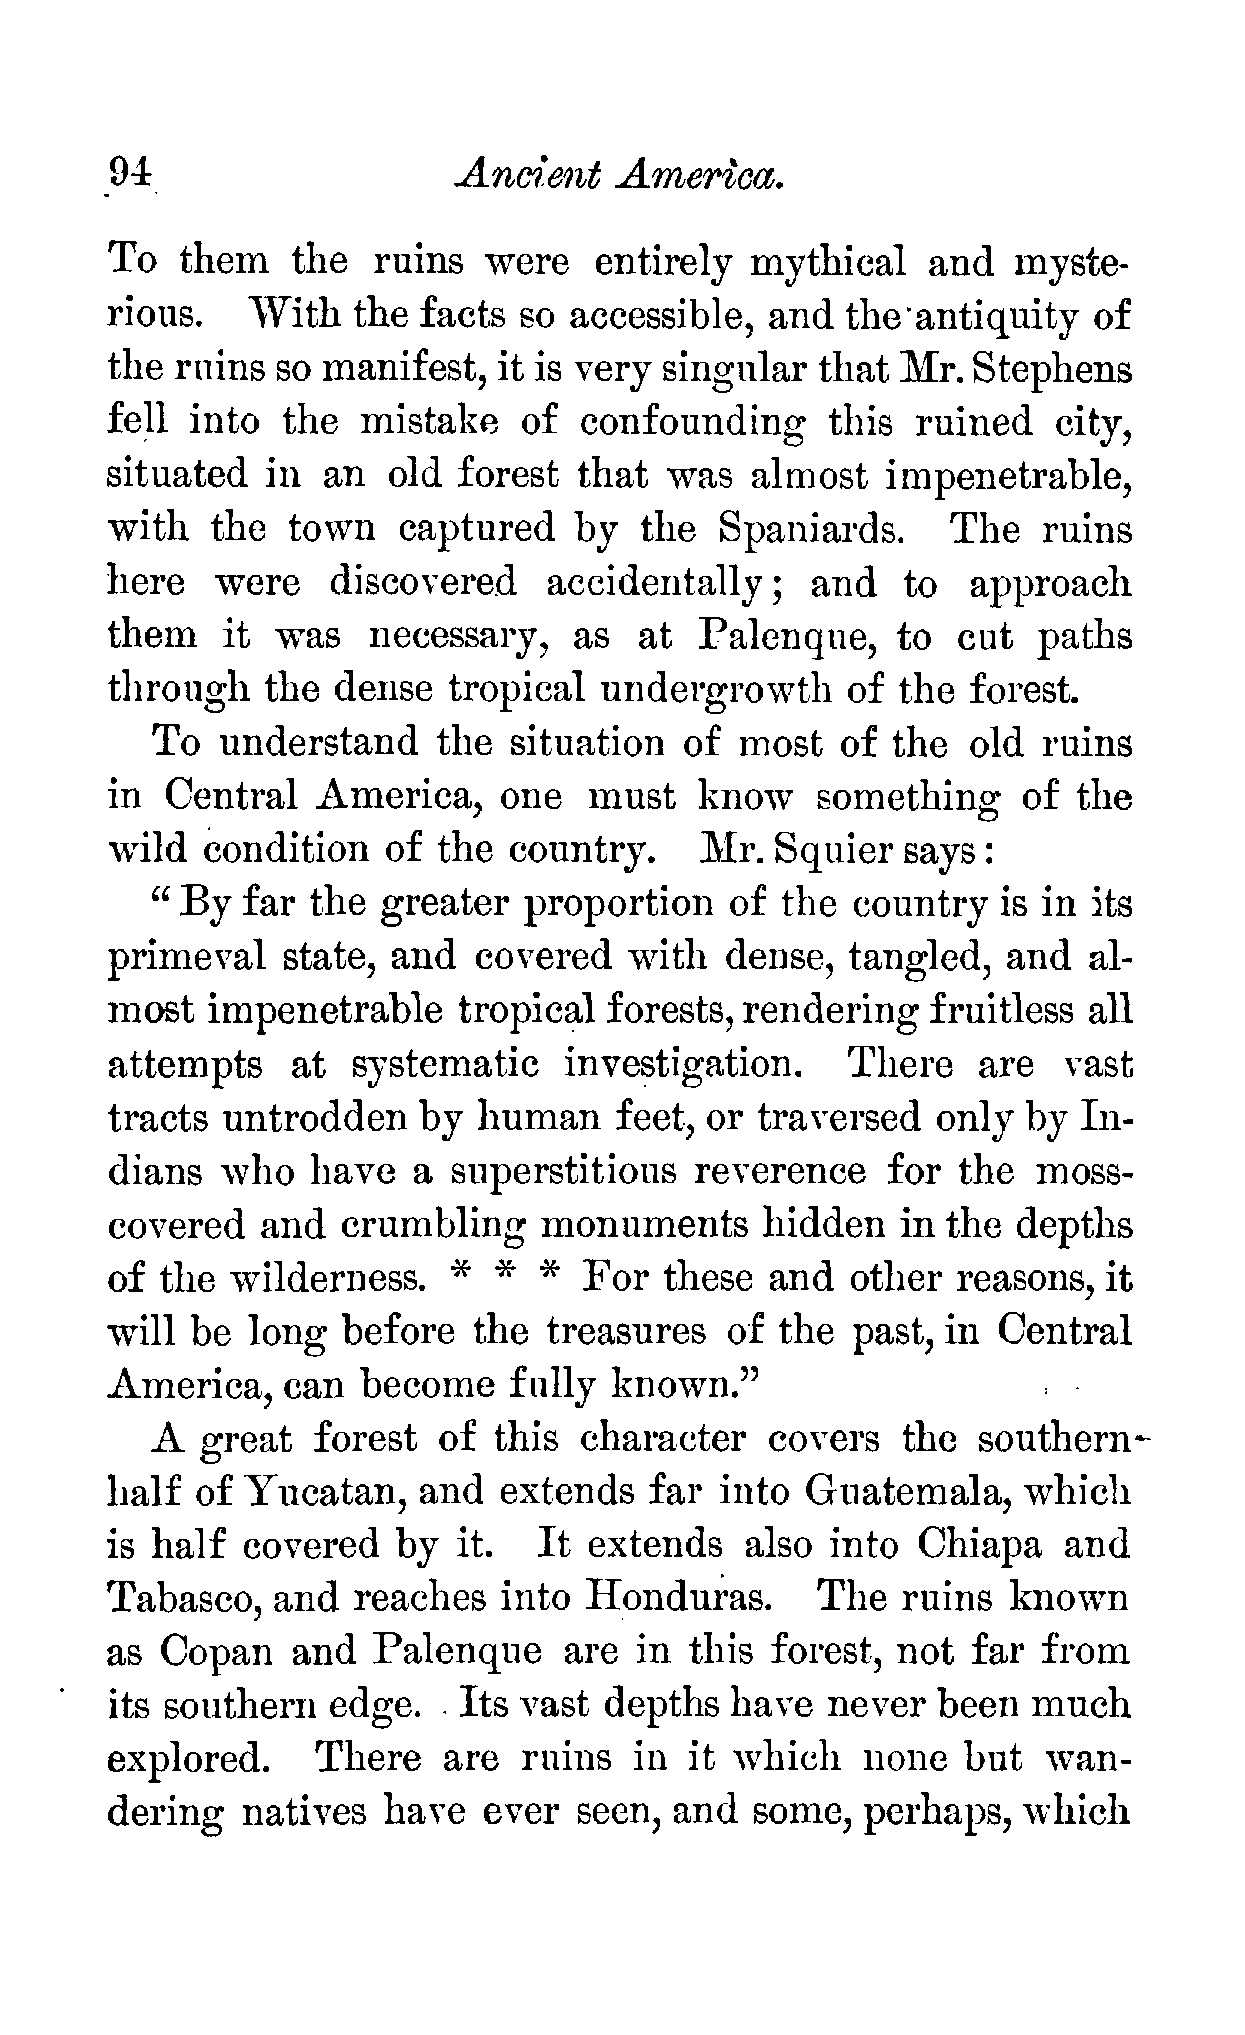 94 Ancient America.
To them the ruins were entirely mythical and myste-
rious. With the facts so accessible, and the antiquity of
the ruins so manifest, it is very singular that Mr. Stephens
fell into the mistake of confounding this ruined city,
situated in an old forest that was almost impenetrable,
with the town captured by the Spaniards. The ruins
here were discovered accidentally; and to approach
them it was necessary, as at Palenque, to cut paths
through the dense tropical undergrowth of the forest.
To understand the situation of most of the old ruins
in Central America, one must know something of the
wild condition of the country. Mr. Squier says:
"By far the greater proportion of the country is in its
primeval state, and covered with dense, tangled, and al-
most impenetrable tropical forests, rendering fruitless all
attempts at systematic investigation. There are vast
tracts untrodden by human feet, or traversed only by In-
dians who have a superstitious reverence for the moss-
covered and crumbling monuments hidden in the depths
of the wilderness. * * * For these and other reasons, it
will be long before the treasures of the past, in Central
America, can become fully known."
A great forest of this character covers the southern
half of Yucatan, and extends far into Guatemala, which
is half covered by it. It extends also into Chiapa and
Tabasco, and reaches into Honduras. The ruins known
as Copan and Palenque are in this forest, not far from
its southern edge. Its vast depths have never been much
explored. There are ruins in it which none but wan-
dering natives have ever seen, and some, perhaps, which